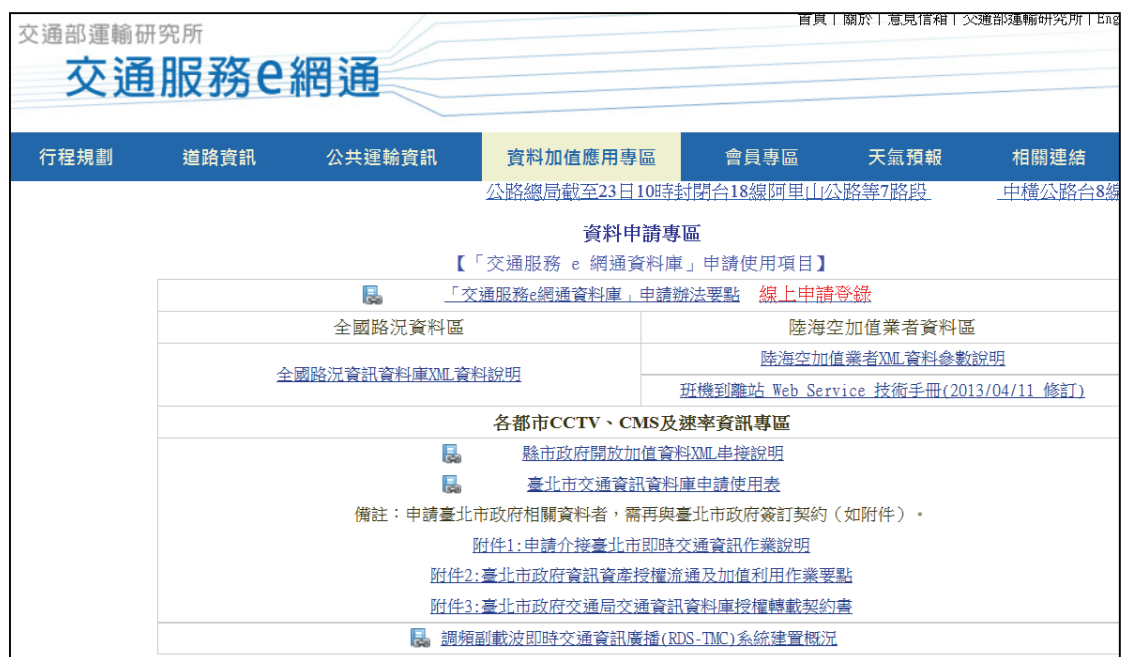 首頁 | 關於 | 意見信箱 | 交通部運輸研究所 | Eng
交通部運輸研究所
交通服務e網通
行程規劃 道路資訊 公共運輸資訊 資料加值應用專區 會員專區 天氣預報 相關連結
公路總局截至23日10時封閉台18線阿里山公路等7路段 中橫公路台8線
資料申請專區
【「交通服務 e 網通資料庫」申請使用項目】
「交通服務e網通資料庫」申請辦法要點 線上申請登錄
全國路況資料區 陸海空加值業者資料區
全國路況資訊資料庫XML資料說明 陸海空加值業者XML資料參數說明
班機到離站 Web Service 技術手冊(2013/04/11 修訂)
各都市CCTV、CMS及速率資訊專區
縣市政府開放加值資料XML串接說明
臺北市交通資訊資料庫申請使用表
備註：申請臺北市政府相關資料者，需再與臺北市政府簽訂契約（如附件）。
附件1:申請介接臺北市即時交通資訊作業說明
附件2:臺北市政府資訊資產授權流通及加值利用作業要點
附件3:臺北市政府交通局交通資訊資料庫授權轉載契約書
調頻副載波即時交通資訊廣播(RDS-TMC)系統建置概況